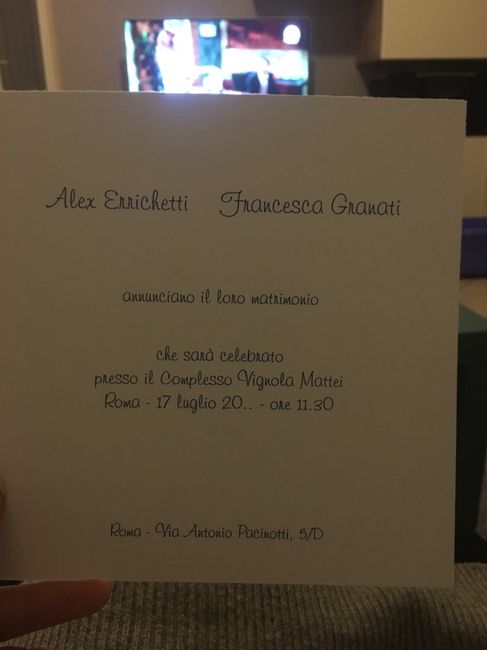 Alex Errichetti Francesca Granati
annunciano il loro matrimonio
che sarà celebrato
presso il Complesso Vignola Mattei
Roma - 17 luglio 20.. - ore 11.30
Roma - Via Antonio Pacinotti, 5/D